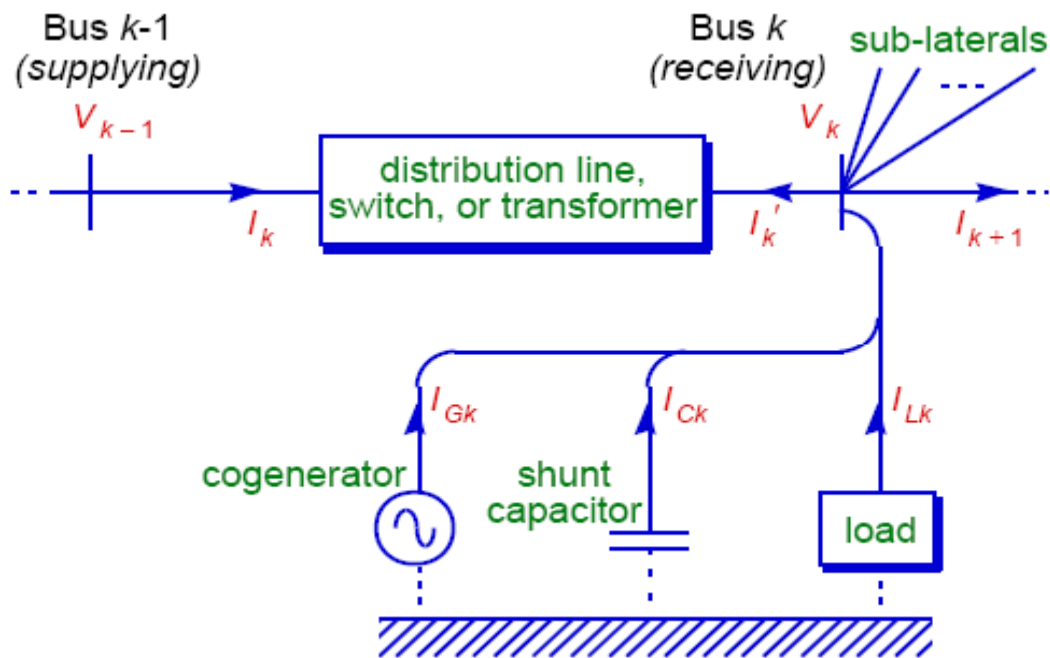 Bus k-1
(supplying)
Bus k
(receiving)
sub-laterals
V k – 1
V k
distribution line,
switch, or transformer
I k
I k ′
I k + 1
I Gk
I Ck
I Lk
cogenerator
shunt
capacitor
load